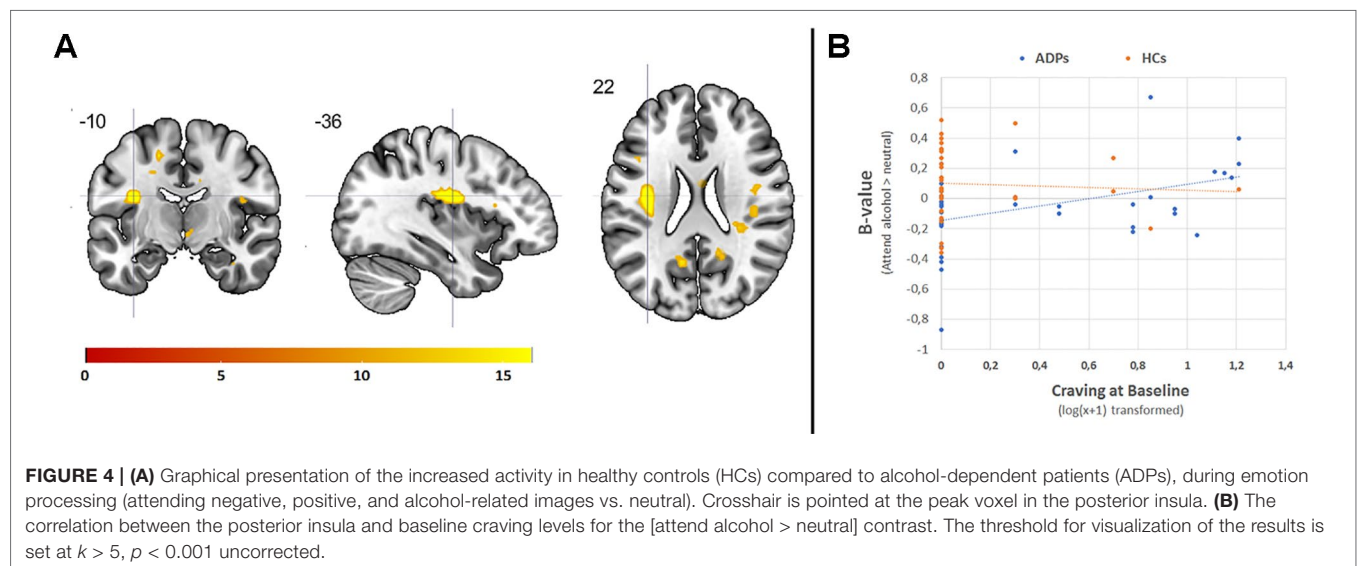 A
-10
-36
22
0 5 10 15
B
ADPs HCs
0,8
0,6
0,4
0,2
0
-0,2
-0,4
-0,6
-0,8
-1
B-value
(Attend alcohol > neutral)
0 0,2 0,4 0,6 0,8 1 1,2 1,4
Craving at Baseline
(log(x+1) transformed)
FIGURE 4 | (A) Graphical presentation of the increased activity in healthy controls (HCs) compared to alcohol-dependent patients (ADPs), during emotion
processing (attending negative, positive, and alcohol-related images vs. neutral). Crosshair is pointed at the peak voxel in the posterior insula. (B) The
correlation between the posterior insula and baseline craving levels for the [attend alcohol > neutral] contrast. The threshold for visualization of the results is
set at k > 5, p < 0.001 uncorrected.